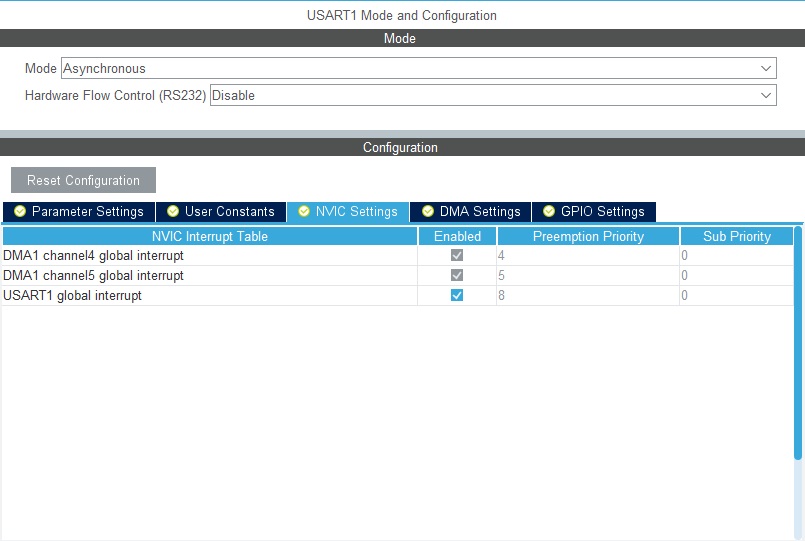 USART1 Mode and Configuration
Mode
Mode Asynchronous
Hardware Flow Control (RS232) Disable
Configuration
Reset Configuration
Parameter Settings User Constants NVIC Settings DMA Settings GPIO Settings
NVIC Interrupt Table Enabled Preemption Priority Sub Priority
DMA1 channel4 global interrupt 4 0
DMA1 channel5 global interrupt 5 0
USART1 global interrupt 8 0